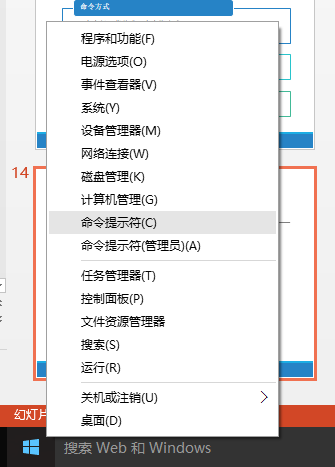 命令方式
程序和功能(F)
电源选项(O)
事件查看器(V)
系统(Y)
设备管理器(M)
网络连接(W)
14
磁盘管理(K)
计算机管理(G)
命令提示符(C)
命令提示符(管理员)(A)
任务管理器(T)
控制面板(P)
文件资源管理器
搜索(S)
运行(R)
关机或注销(U)
幻灯片
桌面(D)
搜索 Web 和 Windows